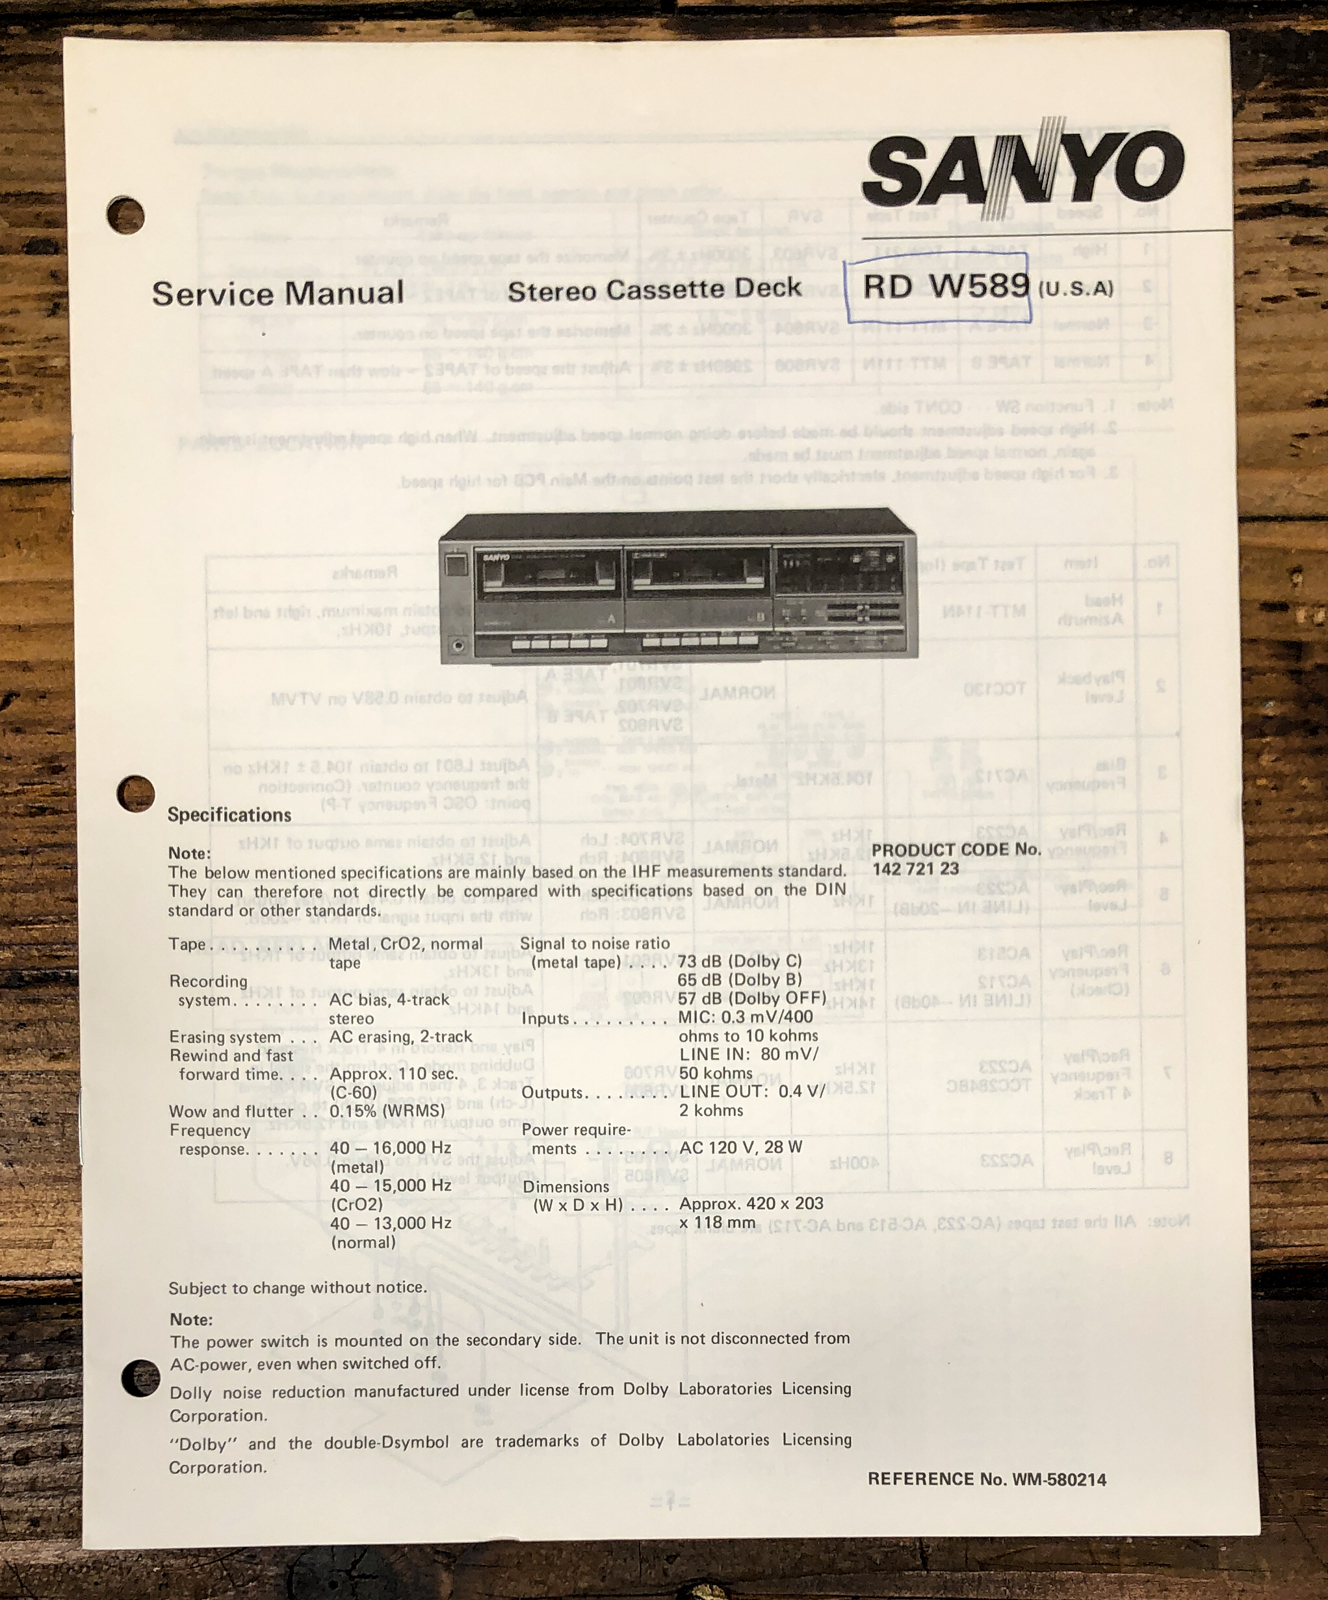 SANYO
Service Manual Stereo Cassette Deck RD W589 (U.S.A)
SANYO
A B
Specifications
Note:
The below mentioned specifications are mainly based on the IHF measurements standard.
They can therefore not directly be compared with specifications based on the DIN
standard or other standards.
PRODUCT CODE No.
142 721 23
Tape . . . . . . . . . . Metal, CrO2, normal
tape
Recording
system. . . . . . . . AC bias, 4-track
stereo
Erasing system . . . AC erasing, 2-track
Rewind and fast
forward time. . . . Approx. 110 sec.
(C-60)
Wow and flutter . . 0.15% (WRMS)
Frequency
response. . . . . . . 40 – 16,000 Hz
(metal)
40 – 15,000 Hz
(CrO2)
40 – 13,000 Hz
(normal)
Signal to noise ratio
(metal tape) . . . . 73 dB (Dolby C)
65 dB (Dolby B)
57 dB (Dolby OFF)
Inputs. . . . . . . . . MIC: 0.3 mV/400
ohms to 10 kohms
LINE IN: 80 mV/
50 kohms
Outputs. . . . . . . . LINE OUT: 0.4 V/
2 kohms
Power require-
ments . . . . . . . . AC 120 V, 28 W
Dimensions
(W x D x H) . . . . Approx. 420 x 203
x 118 mm
Subject to change without notice.
Note:
The power switch is mounted on the secondary side. The unit is not disconnected from
AC-power, even when switched off.
Dolly noise reduction manufactured under license from Dolby Laboratories Licensing
Corporation.
"Dolby" and the double-Dsymbol are trademarks of Dolby Labolatories Licensing
Corporation.
REFERENCE No. WM-580214